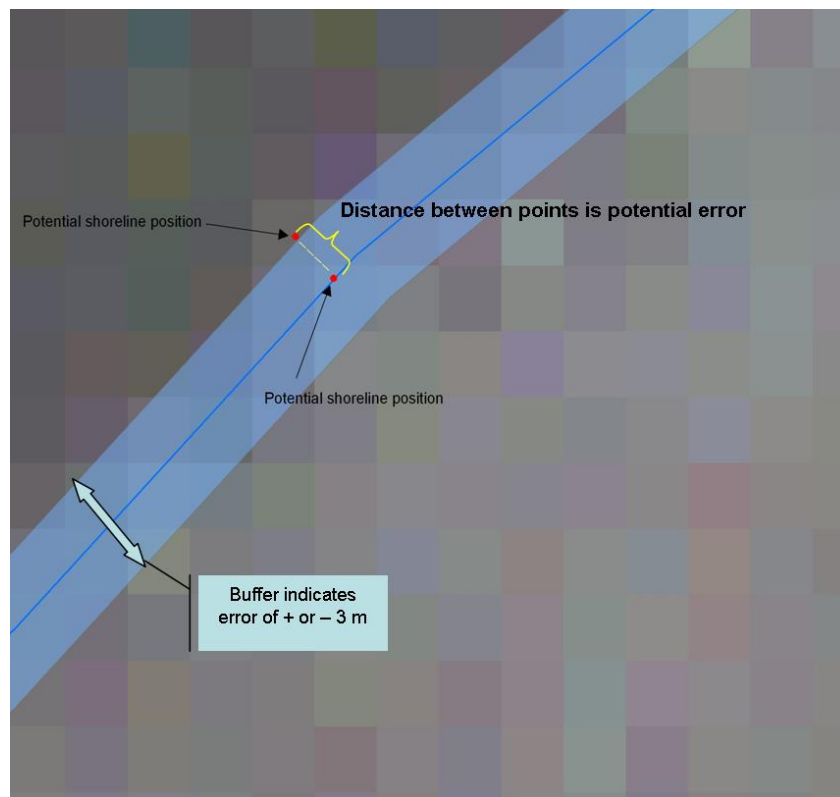 Distance between points is potential error
Potential shoreline position
Potential shoreline position
Buffer indicates
error of + or – 3 m